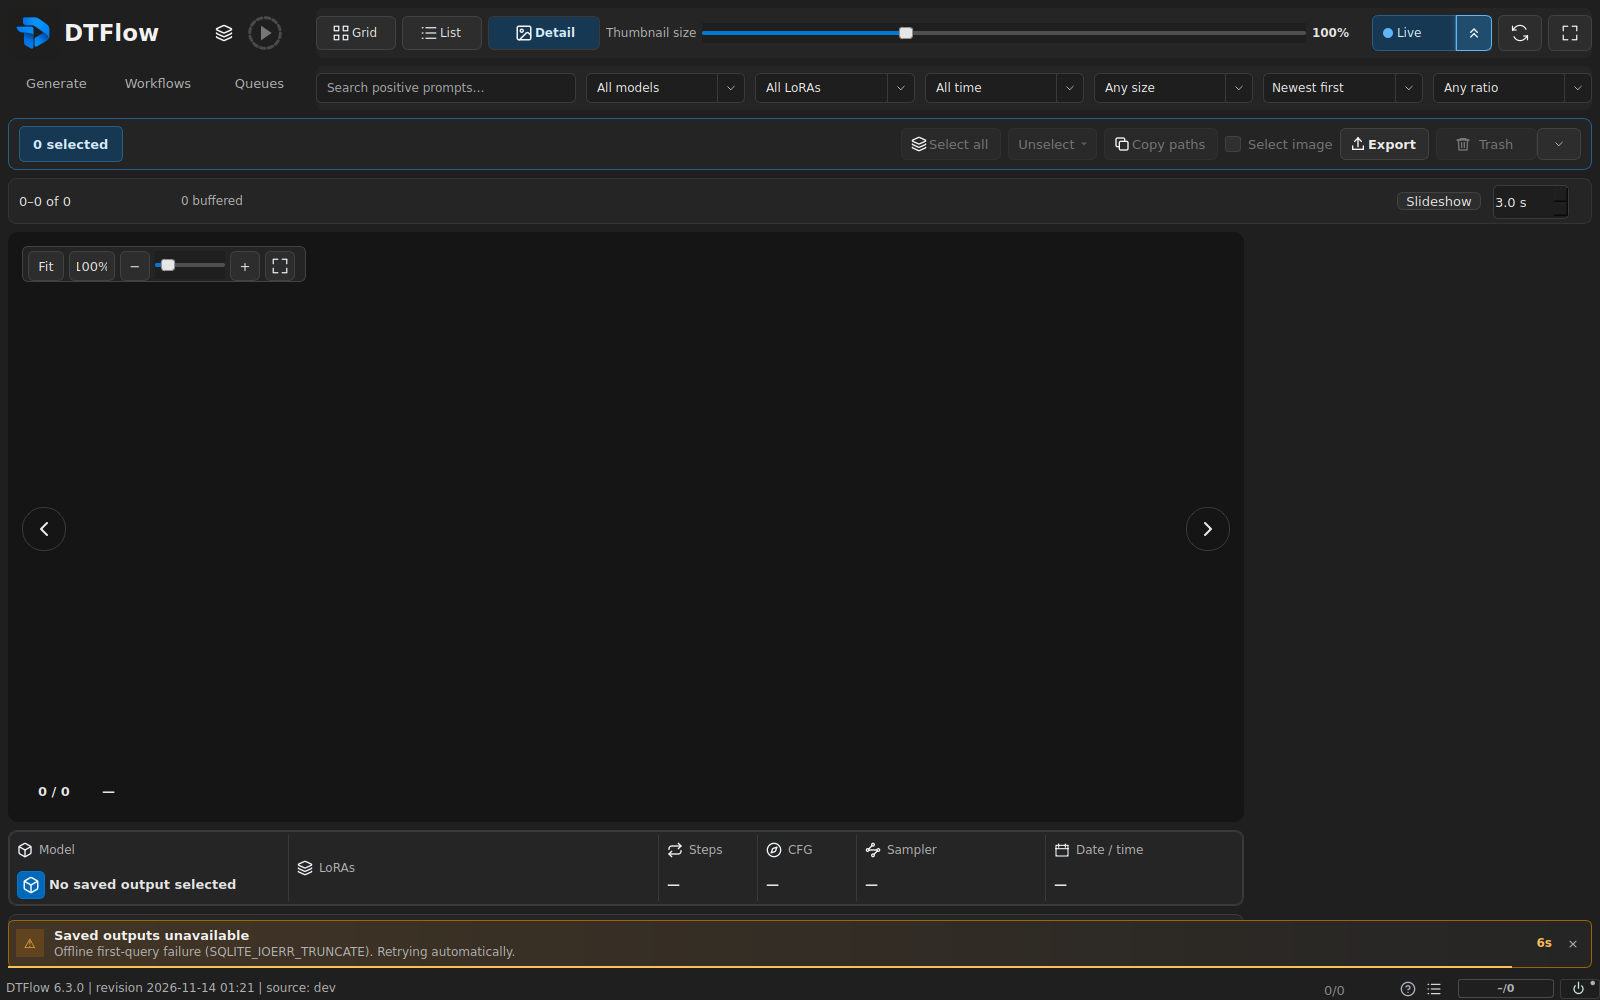 DTFlow
Grid
List
Detail
Thumbnail size
100%
Live
Generate
Workflows
Queues
Search positive prompts...
All models
All LoRAs
All time
Any size
Newest first
Any ratio
0 selected
Select all
Unselect
Copy paths
Select image
Export
Trash
0–0 of 0
0 buffered
Slideshow
3.0 s
Fit
100%
−
+
0 / 0
—
Model
LoRAs
Steps
CFG
Sampler
Date / time
No saved output selected
—
—
—
—
Saved outputs unavailable
Offline first-query failure (SQLITE_IOERR_TRUNCATE). Retrying automatically.
6s
×
DTFlow 6.3.0 | revision 2026-11-14 01:21 | source: dev
0/0
–/0